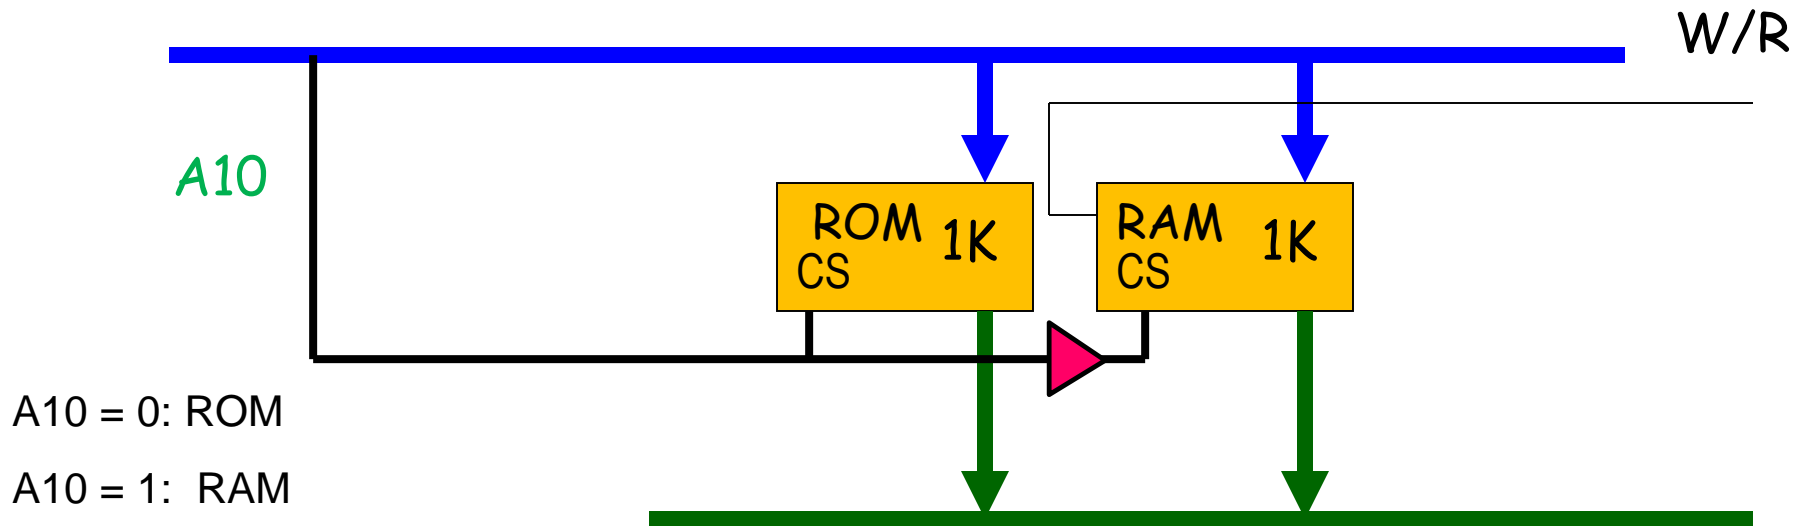 W/R
A10
ROM 1K
CS
RAM 1K
CS
A10 = 0: ROM
A10 = 1: RAM